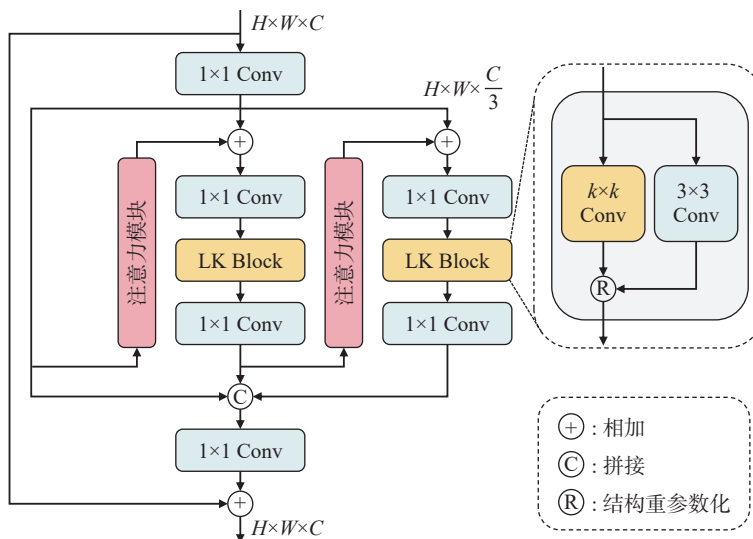 H×W×C
1×1 Conv
H×W×C/3
+
+
注意力模块
1×1 Conv
注意力模块
1×1 Conv
k×k
Conv
3×3
Conv
LK Block
LK Block
R
1×1 Conv
1×1 Conv
C
1×1 Conv
+
H×W×C
+ : 相加
C : 拼接
R : 结构重参数化